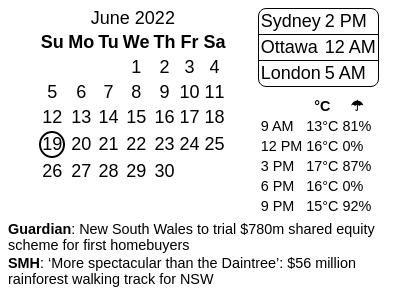 June 2022
Su Mo Tu We Th Fr Sa
1 2 3 4
5 6 7 8 9 10 11
12 13 14 15 16 17 18
19 20 21 22 23 24 25
26 27 28 29 30
Sydney 2 PM
Ottawa 12 AM
London 5 AM
°C ☂
9 AM 13°C 81%
12 PM 16°C 0%
3 PM 17°C 87%
6 PM 16°C 0%
9 PM 15°C 92%
Guardian: New South Wales to trial $780m shared equity
scheme for first homebuyers
SMH: ‘More spectacular than the Daintree’: $56 million
rainforest walking track for NSW